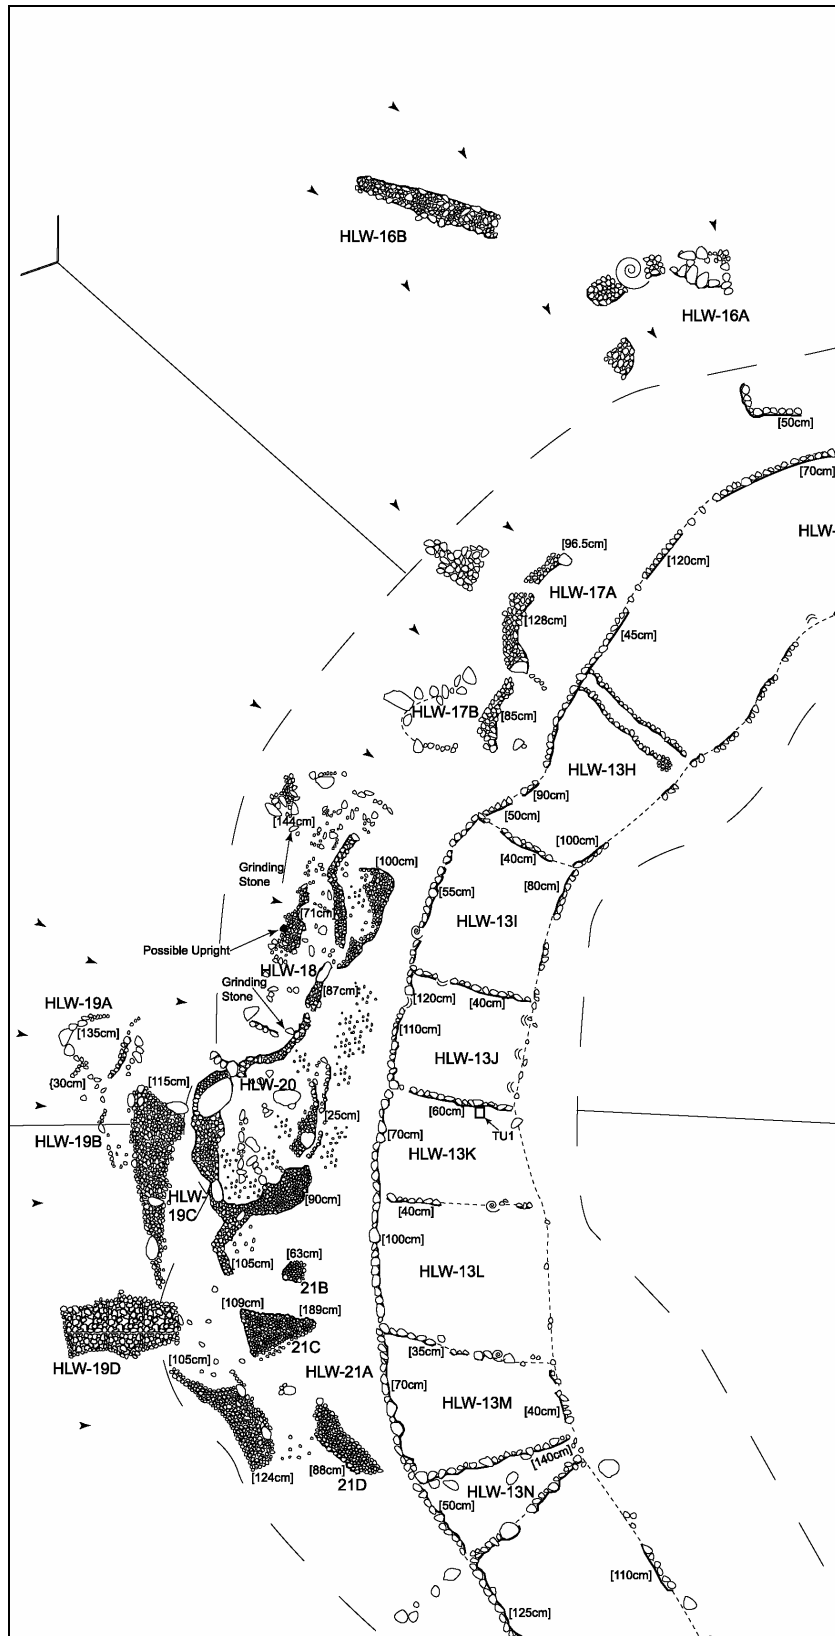 HLW-16B
HLW-16A
[50cm]
[70cm]
HLW-
[96.5cm]
[120cm]
HLW-17A
[128cm]
[45cm]
HLW-17B
[85cm]
HLW-13H
[90cm]
[50cm]
[144cm]
[100cm]
[40cm]
[100cm]
Grinding
Stone
[80cm]
[55cm]
[71cm]
HLW-13I
Possible Upright
HLW-18
Grinding
Stone
[87cm]
[120cm]
[40cm]
HLW-19A
[135cm]
[110cm]
HLW-13J
{30cm]
[115cm]
HLW-20
[25cm]
[60cm]
TU1
HLW-19B
[70cm]
HLW-13K
HLW-
19C
[90cm]
[40cm]
[100cm]
[105cm]
[63cm]
21B
HLW-13L
[109cm]
[189cm]
21C
HLW-19D
[105cm]
HLW-21A
[35cm]
[70cm]
HLW-13M
[40cm]
[140cm]
[124cm]
[88cm]
21D
HLW-13N
[50cm]
[110cm]
[125cm]